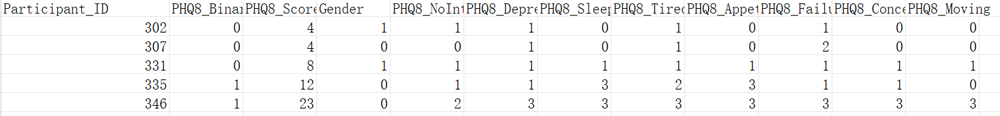 Participant_ID PHQ8_Binar PHQ8_Score Gender PHQ8_NoInt PHQ8_Depre PHQ8_Sleep PHQ8_Tired PHQ8_Appet PHQ8_Failu PHQ8_Conce PHQ8_Moving
302 0 4 1 1 1 0 1 0 1 0 0
307 0 4 0 0 1 0 1 0 2 0 0
331 0 8 1 1 1 1 1 1 1 1 1
335 1 12 0 1 1 3 2 3 1 1 0
346 1 23 0 2 3 3 3 3 3 3 3